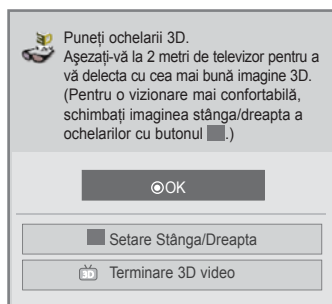 Puneți ochelarii 3D.
Așezați-vă la 2 metri de televizor pentru a
vă delecta cu cea mai bună imagine 3D.
(Pentru o vizionare mai confortabilă,
schimbați imaginea stânga/dreapta a
ochelarilor cu butonul .)
OK
Setare Stânga/Dreapta
3D Terminare 3D video